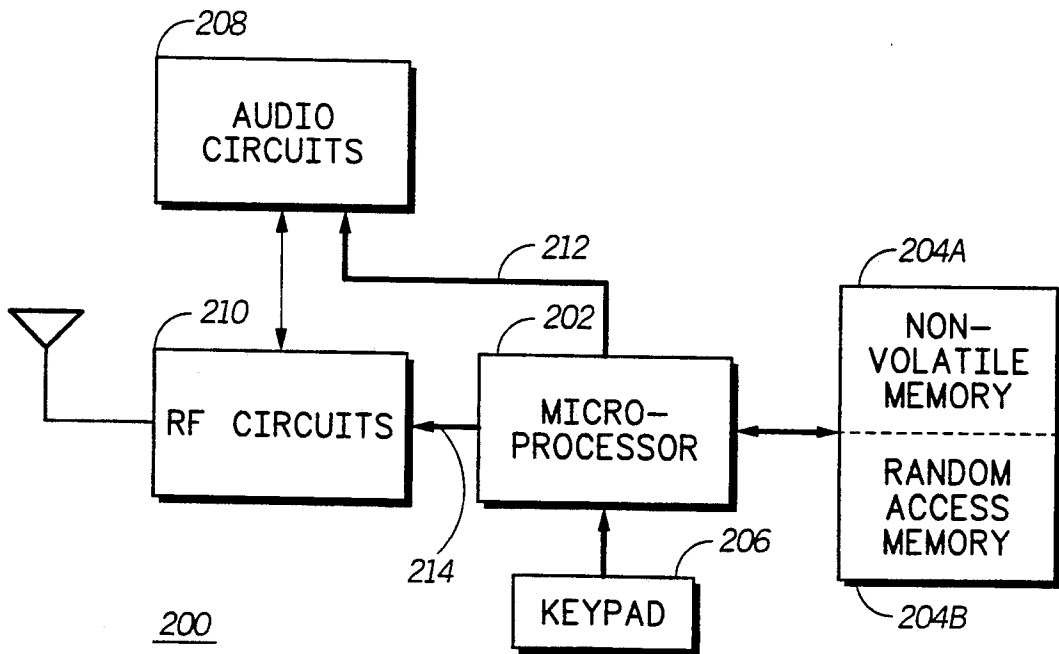 208
AUDIO
CIRCUITS
212
204A
210
202
NON-
VOLATILE
MEMORY
RF CIRCUITS
MICRO-
PROCESSOR
RANDOM
ACCESS
MEMORY
214
206
KEYPAD
204B
200